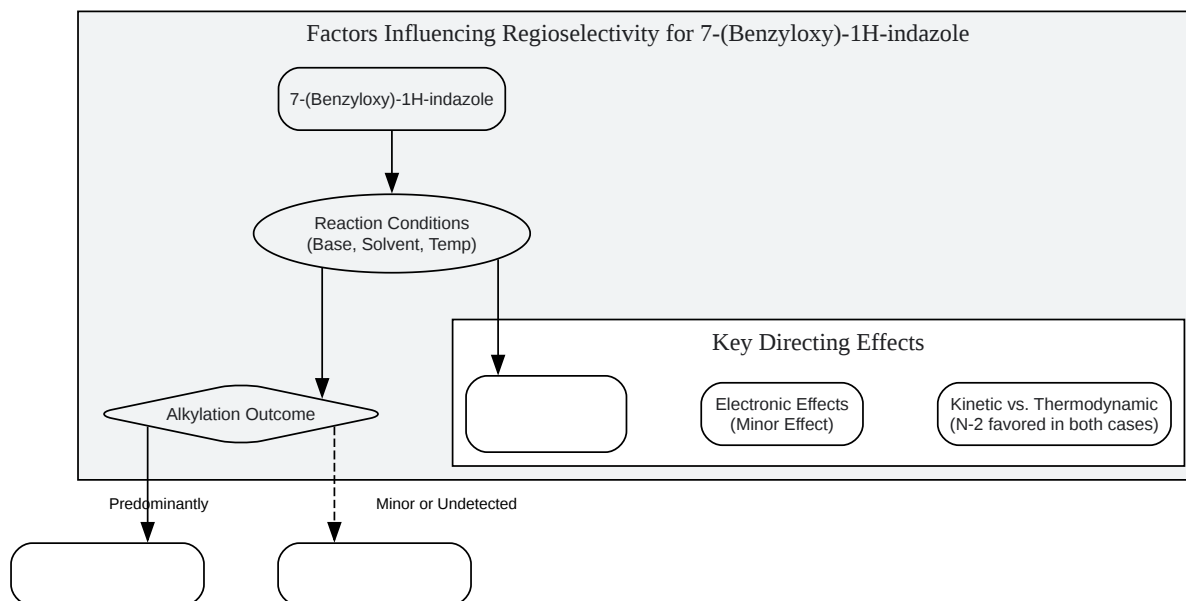 Factors Influencing Regioselectivity for 7-(Benzyloxy)-1H-indazole
7-(Benzyloxy)-1H-indazole
Reaction Conditions
(Base, Solvent, Temp)
Key Directing Effects
Electronic Effects
(Minor Effect)
Kinetic vs. Thermodynamic
(N-2 favored in both cases)
Alkylation Outcome
Predominantly
Minor or Undetected